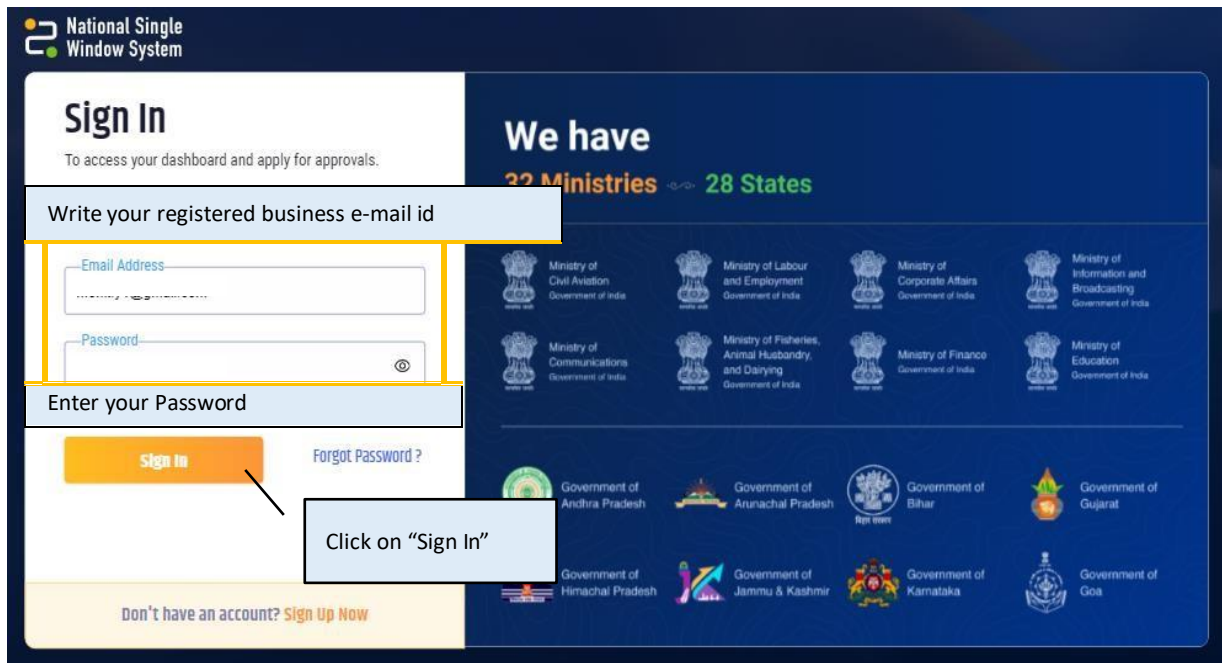 National Single
Window System
Sign In
To access your dashboard and apply for approvals.
Write your registered business e-mail id
Email Address
Password
Enter your Password
Sign In
Forgot Password ?
Click on “Sign In”
Don't have an account? Sign Up Now
We have
32 Ministries 28 States
Ministry of
Civil Aviation
Government of India
Ministry of Labour
and Employment
Government of India
Ministry of
Corporate Affairs
Government of India
Ministry of
Information and
Broadcasting
Government of India
Ministry of
Communications
Government of India
Ministry of Fisheries,
Animal Husbandry,
and Dairying
Government of India
Ministry of Finance
Government of India
Ministry of
Education
Government of India
Government of
Andhra Pradesh
Government of
Arunachal Pradesh
Government of
Bihar
Government of
Gujarat
Government of
Himachal Pradesh
Government of
Jammu & Kashmir
Government of
Karnataka
Government of
Goa